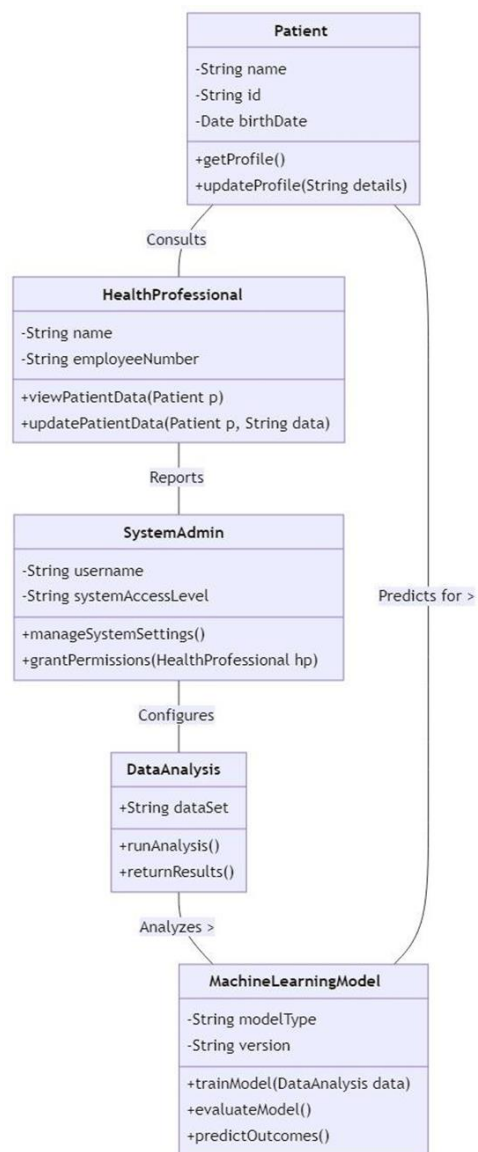 Patient
-String name
-String id
-Date birthDate
+getProfile()
+updateProfile(String details)
Consults
HealthProfessional
-String name
-String employeeNumber
+viewPatientData(Patient p)
+updatePatientData(Patient p, String data)
Reports
SystemAdmin
-String username
-String systemAccessLevel
+manageSystemSettings()
+grantPermissions(HealthProfessional hp)
Predicts for >
Configures
DataAnalysis
+String dataSet
+runAnalysis()
+returnResults()
Analyzes >
MachineLearningModel
-String modelType
-String version
+trainModel(DataAnalysis data)
+evaluateModel()
+predictOutcomes()